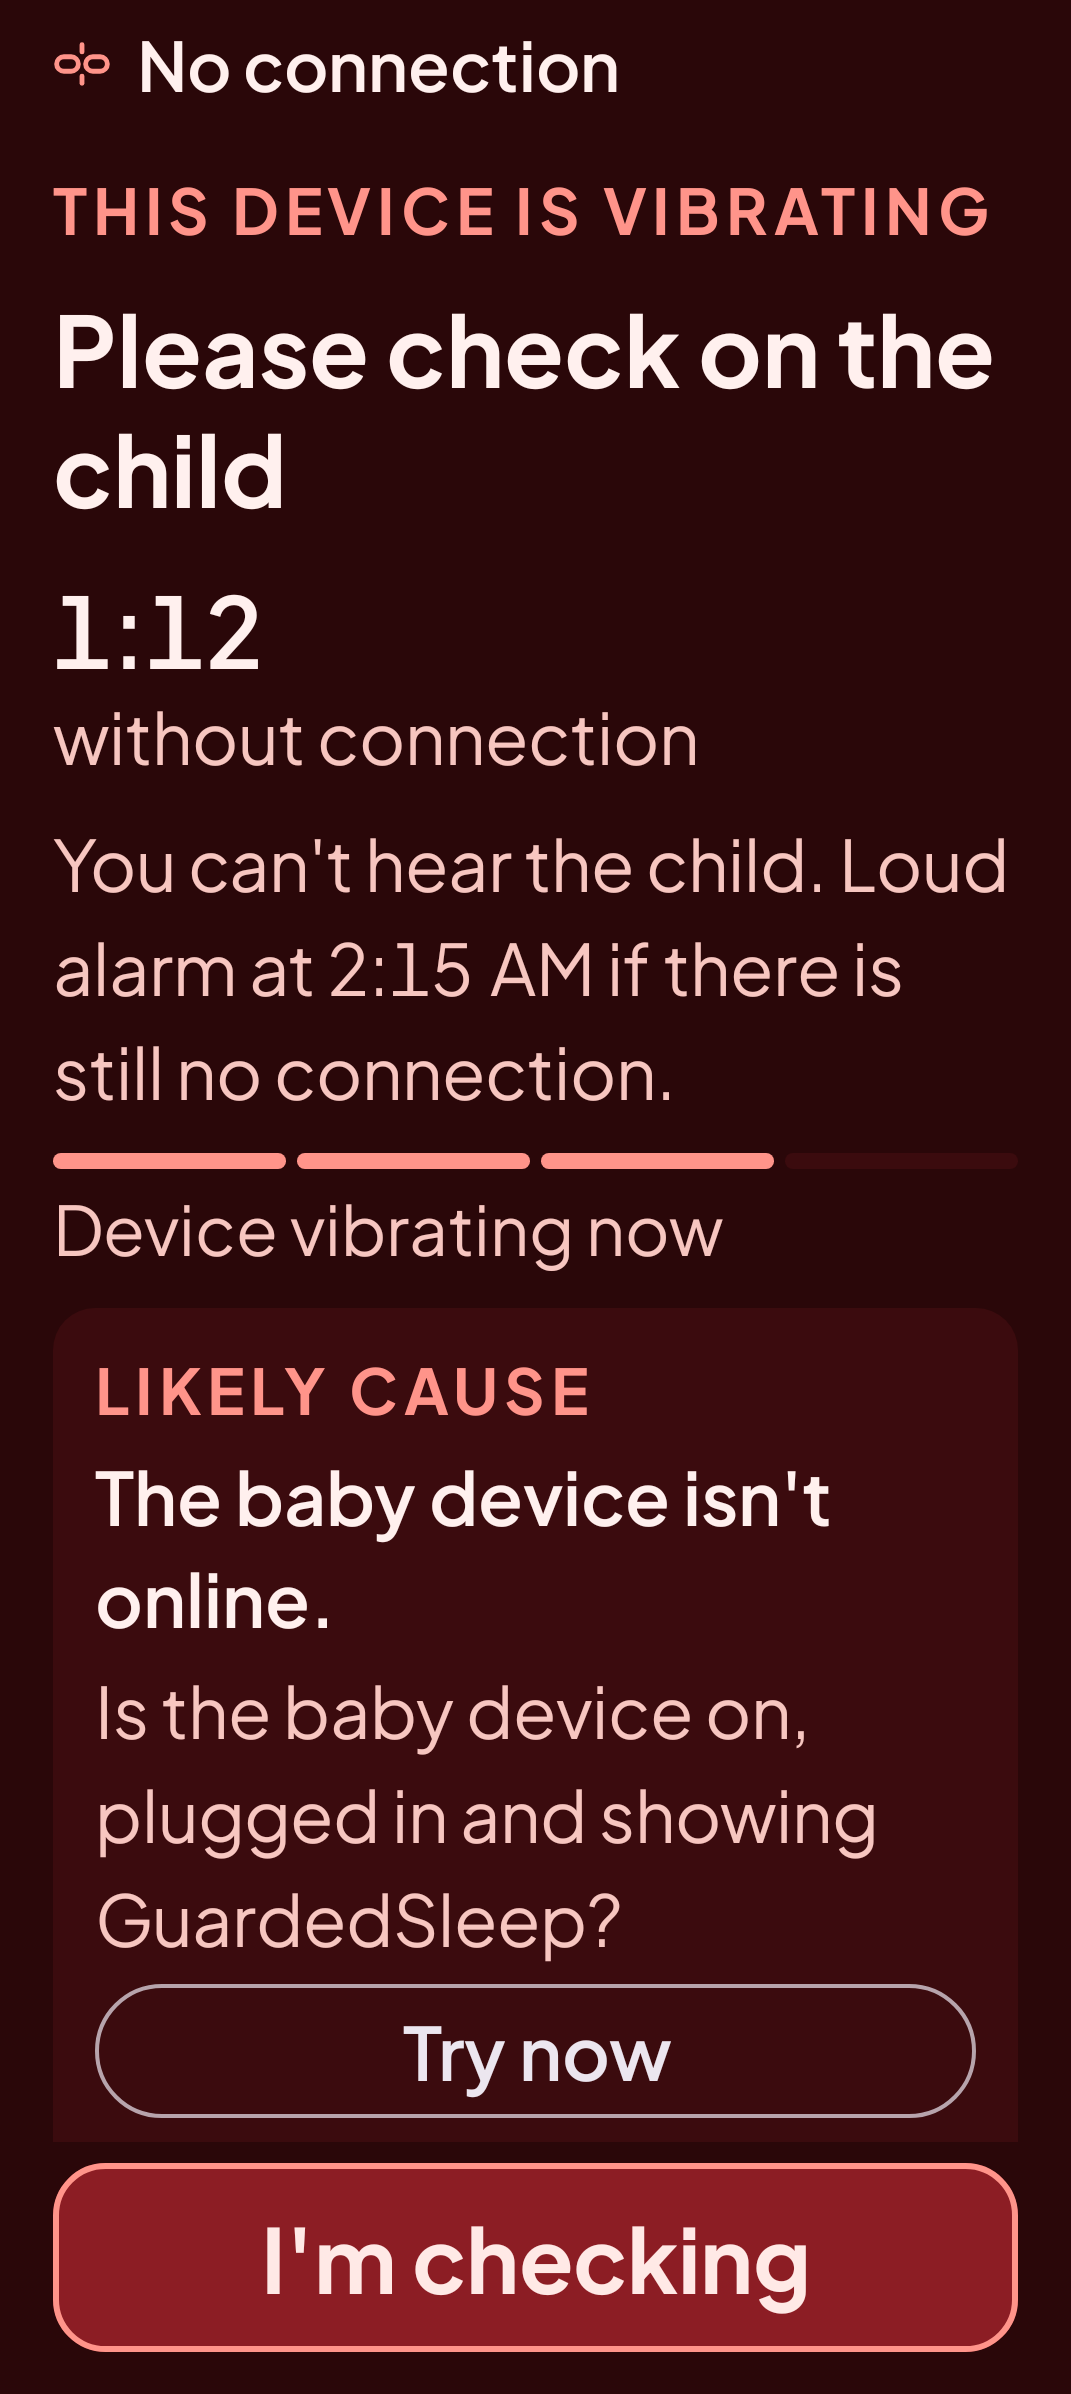 No connection
THIS DEVICE IS VIBRATING
Please check on the
child
1:12
without connection
You can't hear the child. Loud
alarm at 2:15 AM if there is
still no connection.
Device vibrating now
LIKELY CAUSE
The baby device isn't
online.
Is the baby device on,
plugged in and showing
GuardedSleep?
Try now
I'm checking